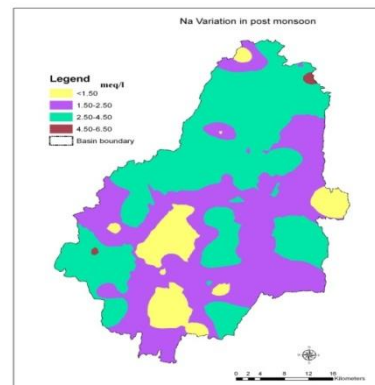 Na Variation in post monsoon
Legend meq/l
<1.50
1.50-2.50
2.50-4.50
4.50-6.50
Basin boundary
0 2 4 8 12 16
Kilometers